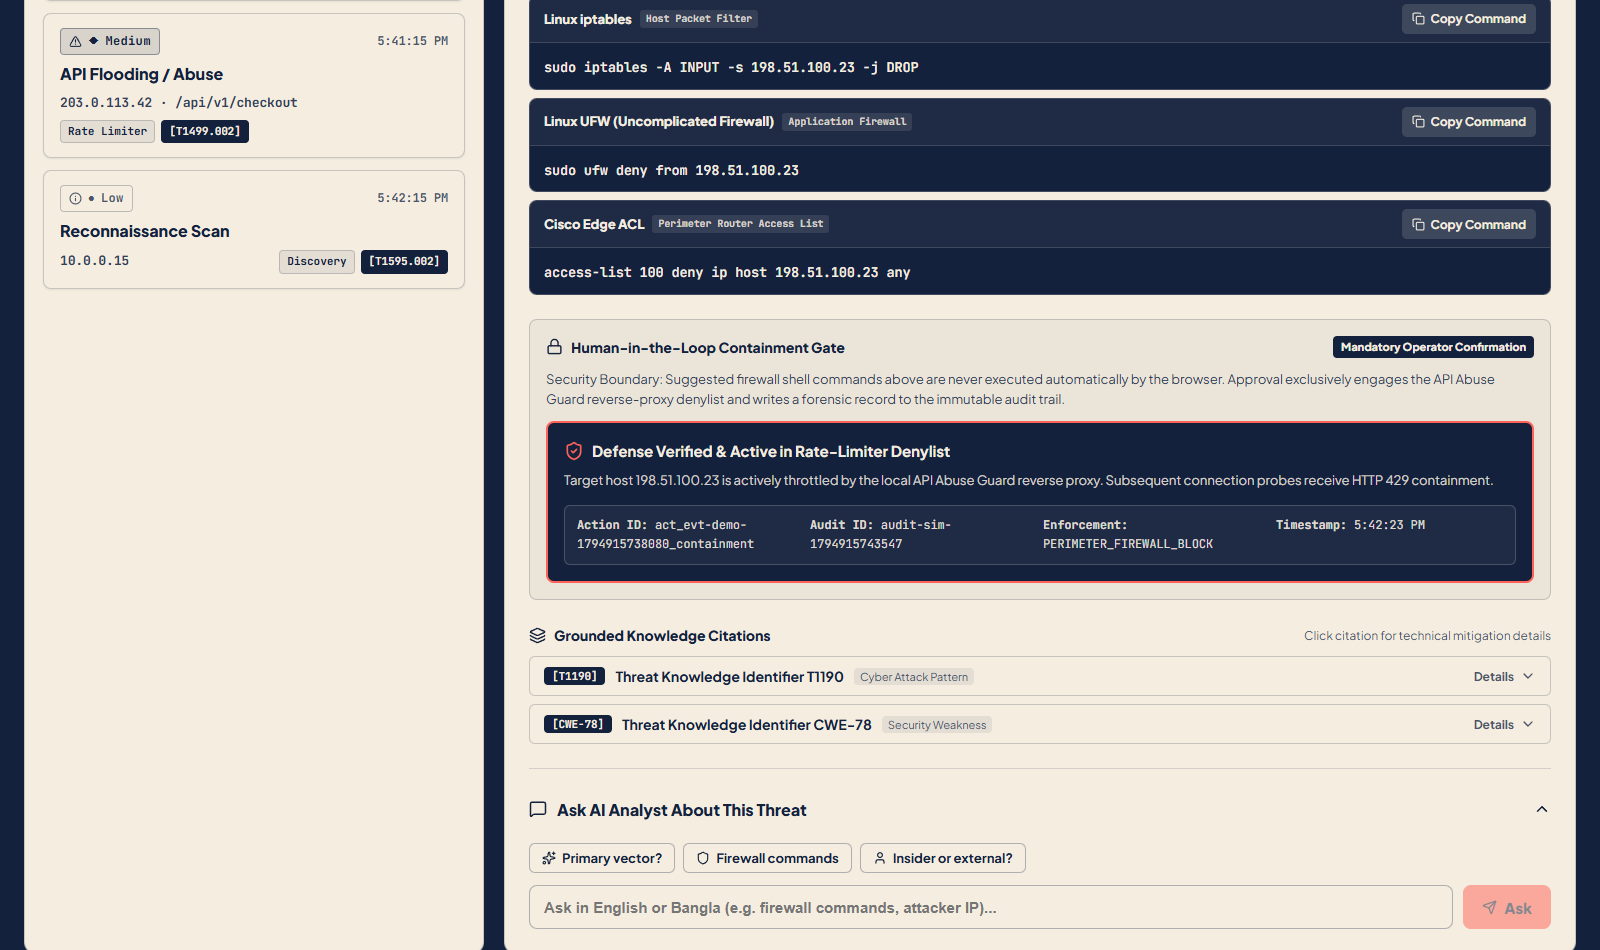 Medium
5:41:15 PM
API Flooding / Abuse
203.0.113.42 · /api/v1/checkout
Rate Limiter
[T1499.002]
Low
5:42:15 PM
Reconnaissance Scan
10.0.0.15
Discovery
[T1595.002]
Linux iptables
Host Packet Filter
Copy Command
sudo iptables -A INPUT -s 198.51.100.23 -j DROP
Linux UFW (Uncomplicated Firewall)
Application Firewall
Copy Command
sudo ufw deny from 198.51.100.23
Cisco Edge ACL
Perimeter Router Access List
Copy Command
access-list 100 deny ip host 198.51.100.23 any
Human-in-the-Loop Containment Gate
Mandatory Operator Confirmation
Security Boundary: Suggested firewall shell commands above are never executed automatically by the browser. Approval exclusively engages the API Abuse
Guard reverse-proxy denylist and writes a forensic record to the immutable audit trail.
Defense Verified & Active in Rate-Limiter Denylist
Target host 198.51.100.23 is actively throttled by the local API Abuse Guard reverse proxy. Subsequent connection probes receive HTTP 429 containment.
Action ID: act_evt-demo-
1794915738080_containment
Audit ID: audit-sim-
1794915743547
Enforcement:
PERIMETER_FIREWALL_BLOCK
Timestamp: 5:42:23 PM
Grounded Knowledge Citations
Click citation for technical mitigation details
[T1190]
Threat Knowledge Identifier T1190
Cyber Attack Pattern
Details
[CWE-78]
Threat Knowledge Identifier CWE-78
Security Weakness
Details
Ask AI Analyst About This Threat
Primary vector?
Firewall commands
Insider or external?
Ask in English or Bangla (e.g. firewall commands, attacker IP)...
Ask